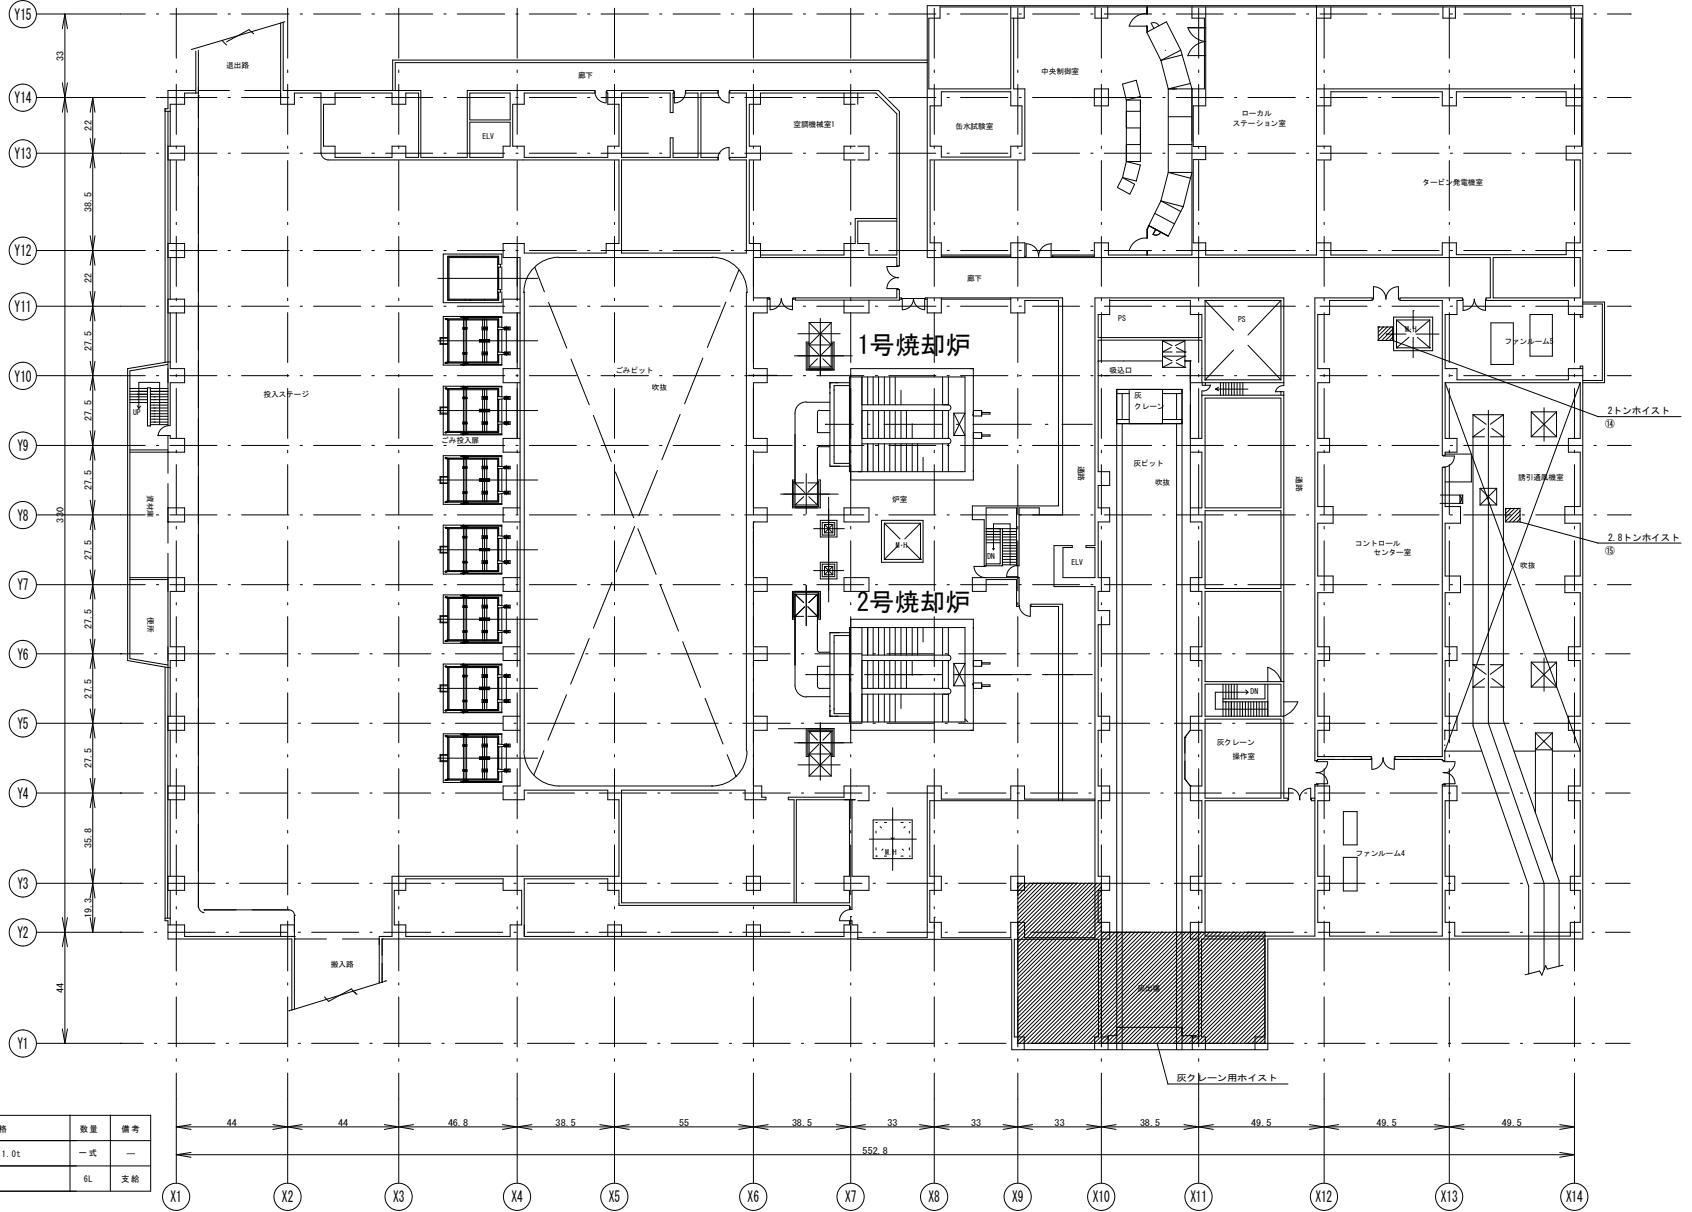 Y15
33
退出路
廊下
中央制御室
Y14
22
ELV
空調機械室1
缶水試験室
ローカル
ステーション室
Y13
38.5
タービン発電機室
Y12
22
廊下
Y11
27.5
PS
PS
M.H
ファンルーム5
1号焼却炉
Y10
吸込口
ごみピット
吹抜
投入ステージ
UP
27.5
灰
クレーン
2トンホイスト
⑭
ごみ投入扉
Y9
27.5
灰ピット
吹抜
通路
通路
誘引通風機室
資材庫
炉室
Y8
330
27.5
M.H
DN
ELV
コントロール
センター室
2.8トンホイスト
⑮
吹抜
Y7
2号焼却炉
27.5
便所
Y6
27.5
DN
Y5
27.5
灰クレーン
操作室
Y4
35.8
M.H
ファンルーム4
Y3
19.3
Y2
44
搬入路
搬出場
Y1
灰クレーン用ホイスト
格 数量 備考
1.0t 一式 ―
6L 支給
44 44 46.8 38.5 55 38.5 33 33 33 38.5 49.5 49.5 49.5
552.8
X1 X2 X3 X4 X5 X6 X7 X8 X9 X10 X11 X12 X13 X14